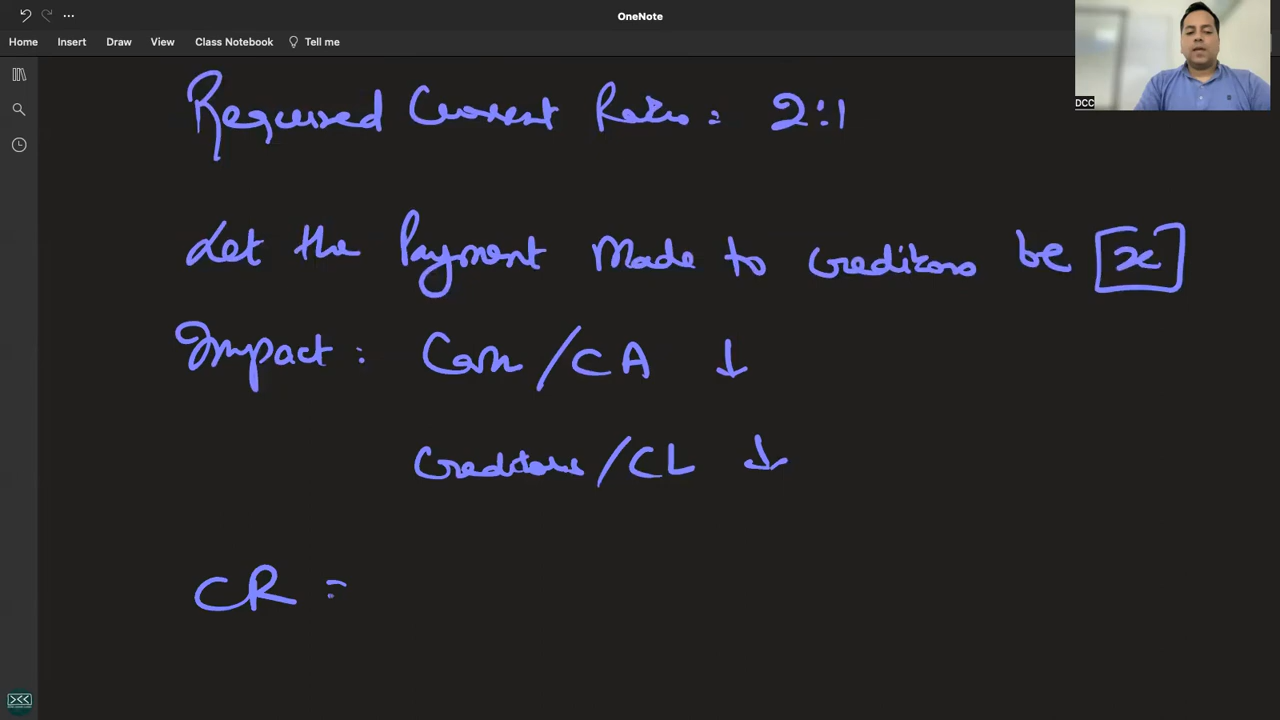 OneNote
Home Insert Draw View Class Notebook Tell me
DCC
Required Current Ratio = 2:1
Let the Payment Made to creditors be [x]
Impact: Cash/CA ↓
Creditors/CL ↓
CR =